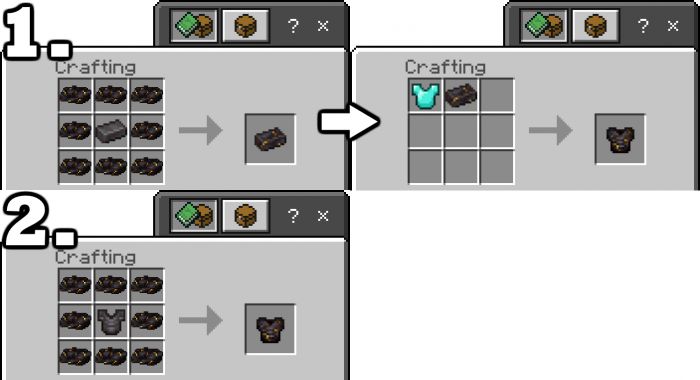 1.
? ×
Crafting
? ×
Crafting
2.
? ×
Crafting